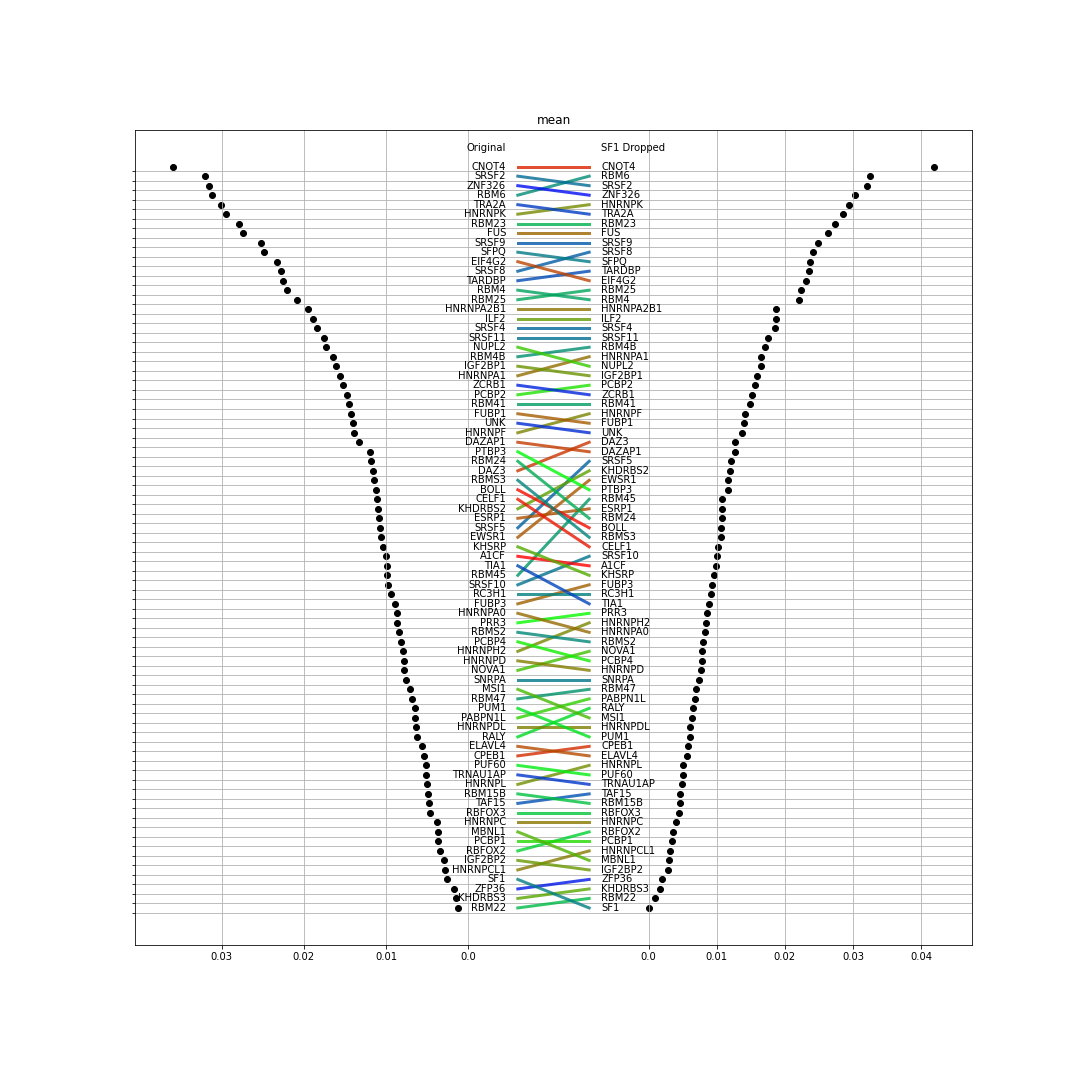 mean
Original SF1 Dropped
CNOT4 CNOT4
SRSF2 RBM6
ZNF326 SRSF2
RBM6 ZNF326
TRA2A HNRNPK
HNRNPK TRA2A
RBM23 RBM23
FUS FUS
SRSF9 SRSF9
SFPQ SRSF8
EIF4G2 SFPQ
SRSF8 TARDBP
TARDBP EIF4G2
RBM4 RBM25
RBM25 RBM4
HNRNPA2B1 HNRNPA2B1
ILF2 ILF2
SRSF4 SRSF4
SRSF11 SRSF11
NUPL2 RBM4B
RBM4B HNRNPA1
IGF2BP1 NUPL2
HNRNPA1 IGF2BP1
ZCRB1 PCBP2
PCBP2 ZCRB1
RBM41 RBM41
FUBP1 HNRNPF
UNK FUBP1
HNRNPF UNK
DAZAP1 DAZ3
PTBP3 DAZAP1
RBM24 SRSF5
DAZ3 KHDRBS2
RBMS3 EWSR1
BOLL PTBP3
CELF1 RBM45
KHDRBS2 ESRP1
ESRP1 RBM24
SRSF5 BOLL
EWSR1 RBMS3
KHSRP CELF1
A1CF SRSF10
TIA1 A1CF
RBM45 KHSRP
SRSF10 FUBP3
RC3H1 RC3H1
FUBP3 TIA1
HNRNPA0 PRR3
PRR3 HNRNPH2
RBMS2 HNRNPA0
PCBP4 RBMS2
HNRNPH2 NOVA1
HNRNPD PCBP4
NOVA1 HNRNPD
SNRPA SNRPA
MSI1 RBM47
RBM47 PABPN1L
PUM1 RALY
PABPN1L MSI1
HNRNPDL HNRNPDL
RALY PUM1
ELAVL4 CPEB1
CPEB1 ELAVL4
PUF60 HNRNPL
TRNAU1AP PUF60
HNRNPL TRNAU1AP
RBM15B TAF15
TAF15 RBM15B
RBFOX3 RBFOX3
HNRNPC HNRNPC
MBNL1 RBFOX2
PCBP1 PCBP1
RBFOX2 HNRNPCL1
IGF2BP2 MBNL1
HNRNPCL1 IGF2BP2
SF1 ZFP36
ZFP36 KHDRBS3
KHDRBS3 RBM22
RBM22 SF1
0.03 0.02 0.01 0.0 0.0 0.01 0.02 0.03 0.04